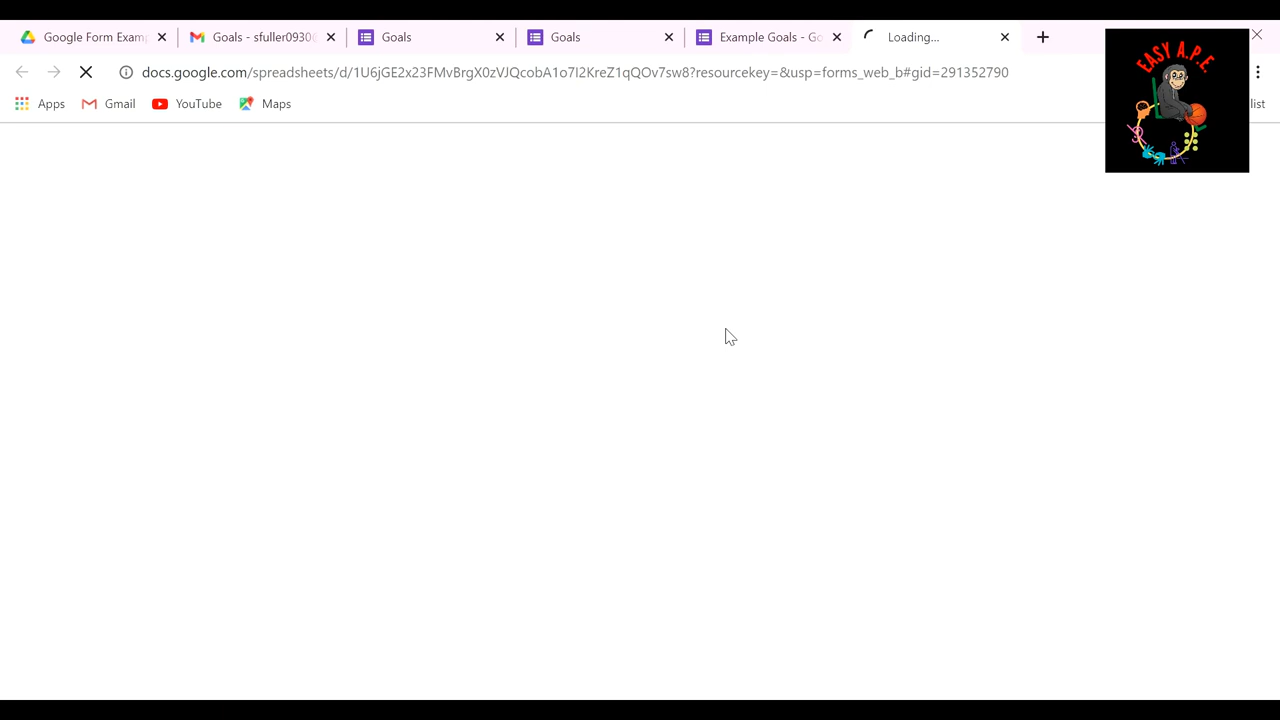 Google Form Examp
Goals - sfuller0930@
Goals
Goals
Example Goals - Go
Loading...
docs.google.com/spreadsheets/d/1U6jGE2x23FMvBrgX0zVJQcobA1o7I2KreZ1qQOv7sw8?resourcekey=&usp=forms_web_b#gid=291352790
Apps
Gmail
YouTube
Maps
list
EASY A.P.E.